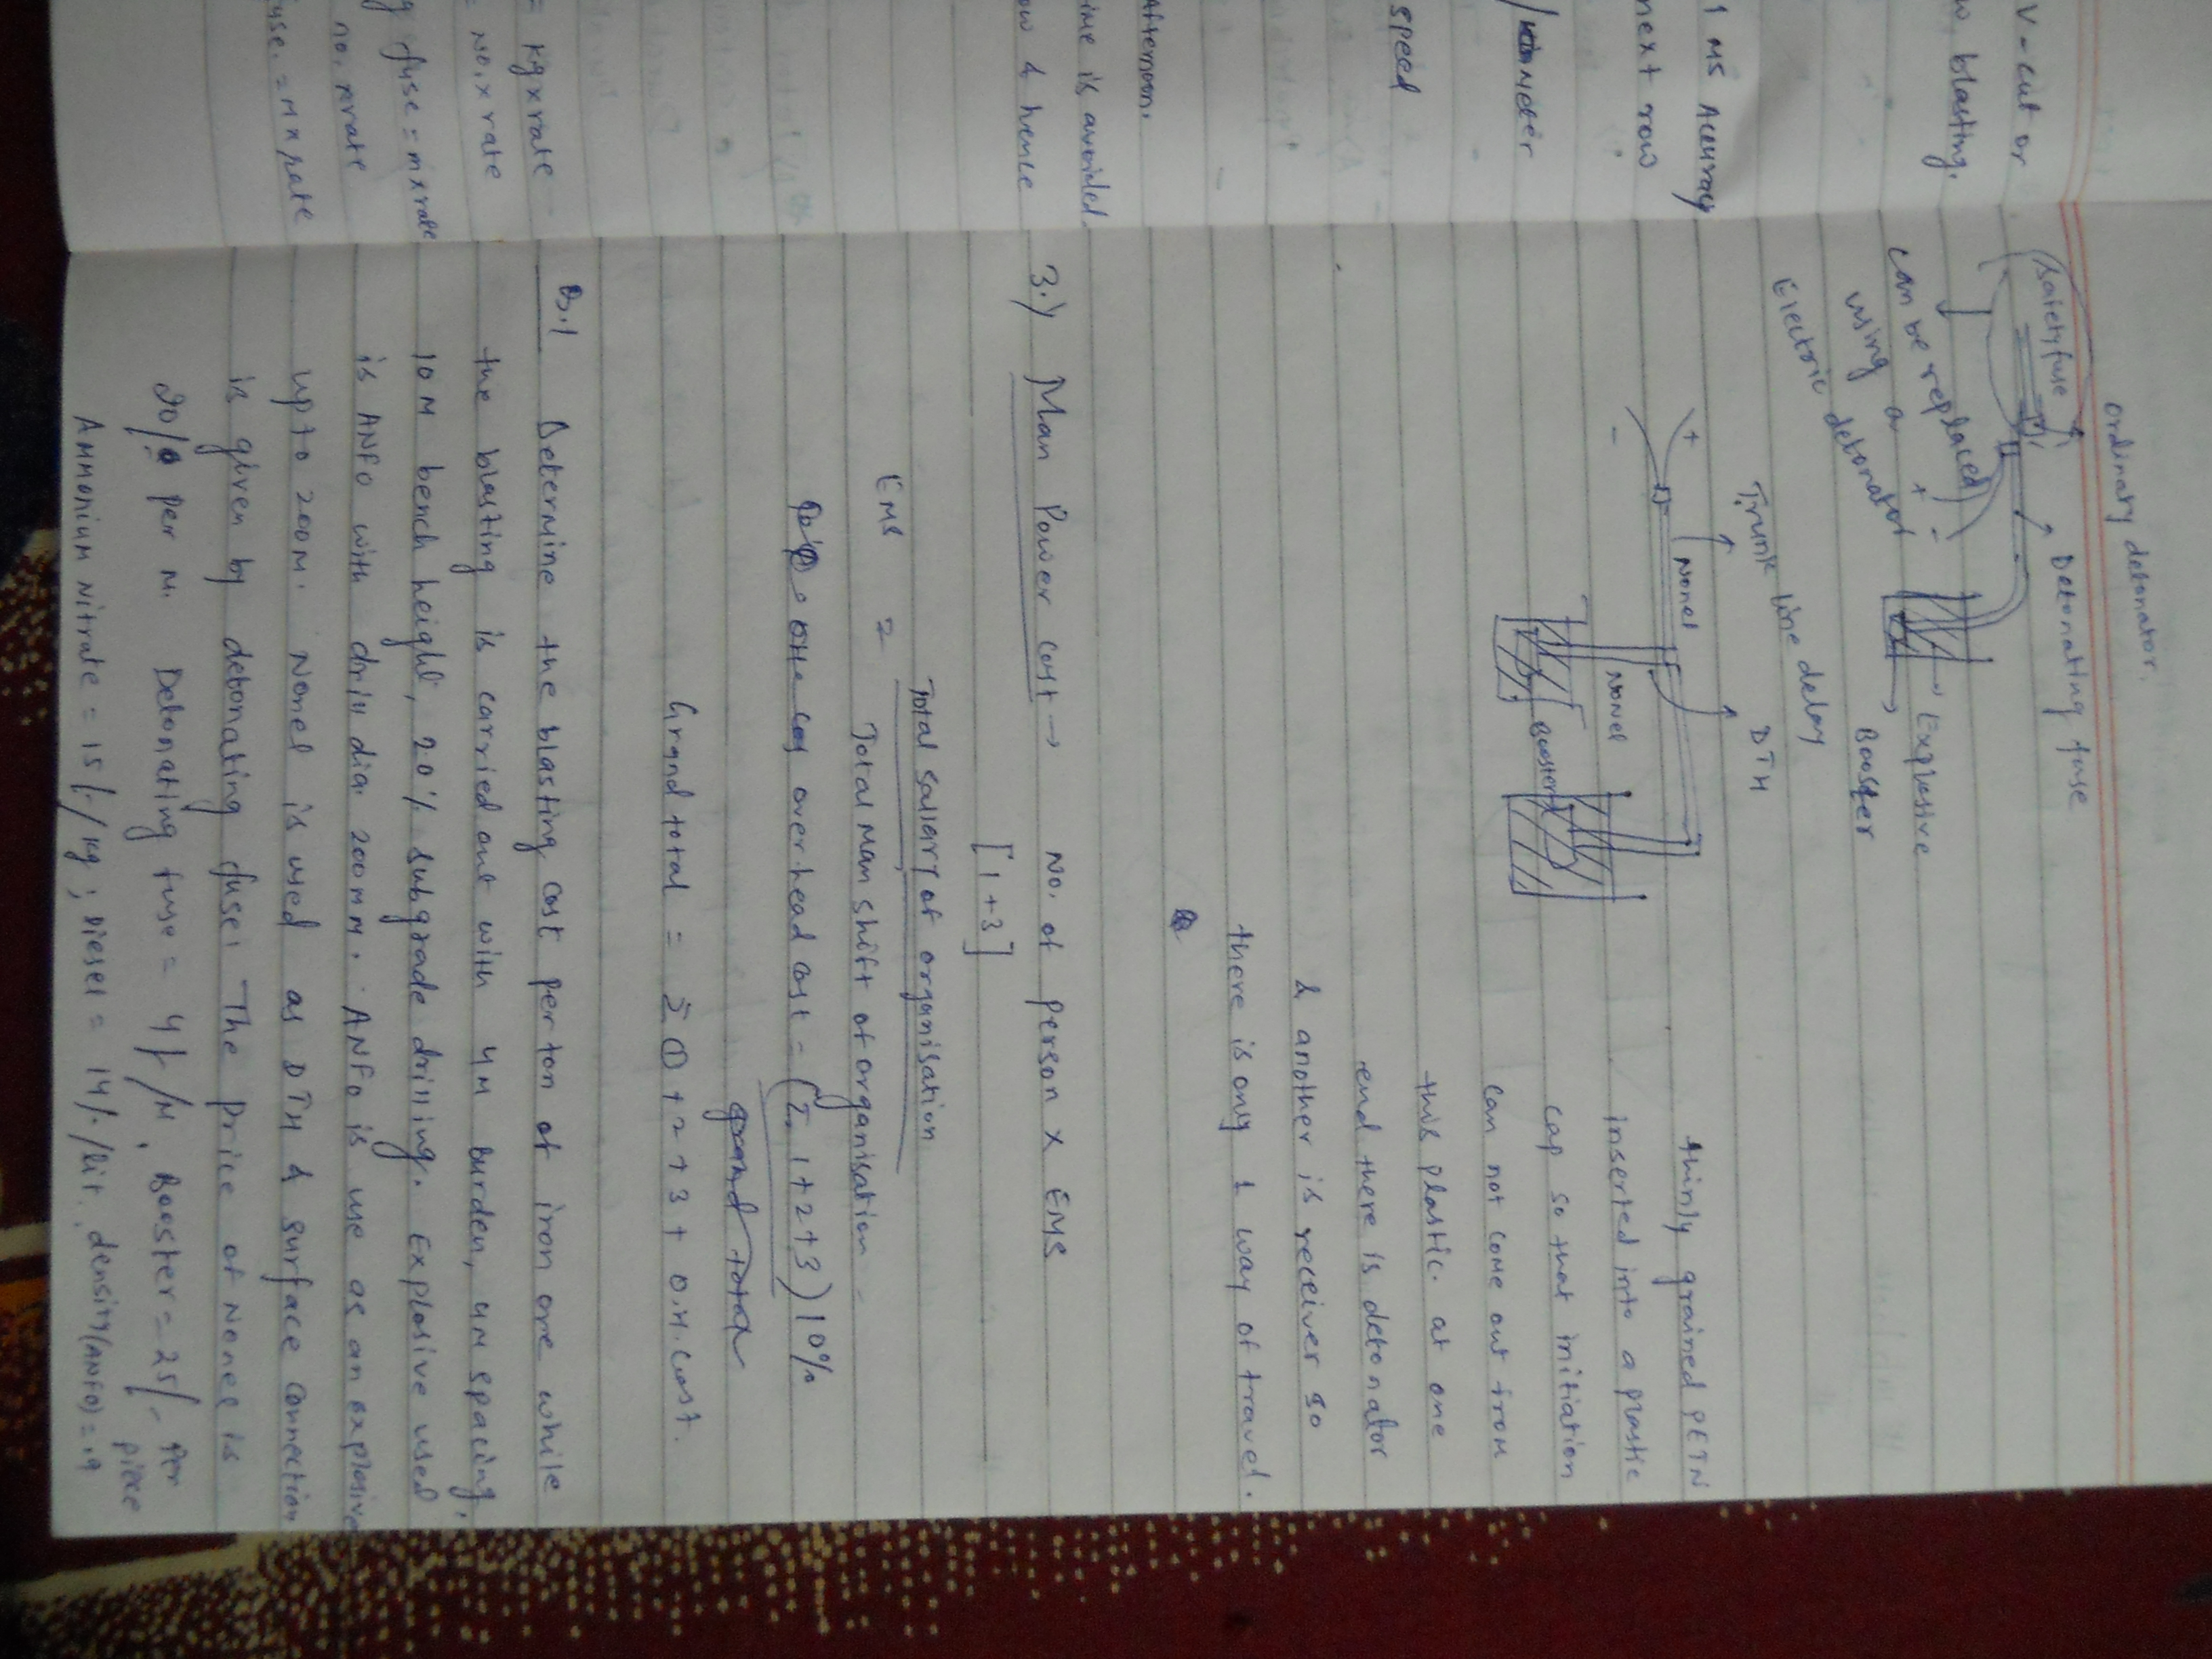 V-cut or
w blasting.
1 MS Accuracy
next row
meter
speed
Afternoon.
ine is avoided
ow & hence
= kg x rate
= No. x rate
g fuse = m x rate
no. x rate
fuse. = m x rate
Ordinary detonator.
Safety fuse
Detonating fuse
can be replaced
using a + -
Electric detonator
Explosive
Booster
Trunk line delay
DTH
+
-
Nonel
Nonel
Booster
thinly grained PETN
inserted into a plastic
cap so that initiation
can not come out from
this plastic. at one
end there is detonator
& another is receiver so
there is only 1 way of travel.
3.) Man Power cost → No. of person x EMS
[1+3]
EMS = Total salary of organisation
Total man shift of organisation
over head cost = (Σ 1+2+3) 10%
grand total
Grand total = Σ ① + 2 + 3 + O.H. cost.
Q.1 Determine the blasting cost per ton of iron ore while
the blasting is carried out with 4m burden, 4m spacing,
10 m bench height, 20% subgrade drilling. Explosive used
is ANFO with drill dia. 200mm. ANFO is use as an explosive
upto 200m. Nonel is used as DTH & surface connection
is given by detonating fuse. The price of Nonel is
90/- per m. Detonating fuse = 4/- /m, Booster = 25/- per piece
Ammonium nitrate = 15/- /kg ; Diesel = 14/- /lit. density(ANFO) = .9